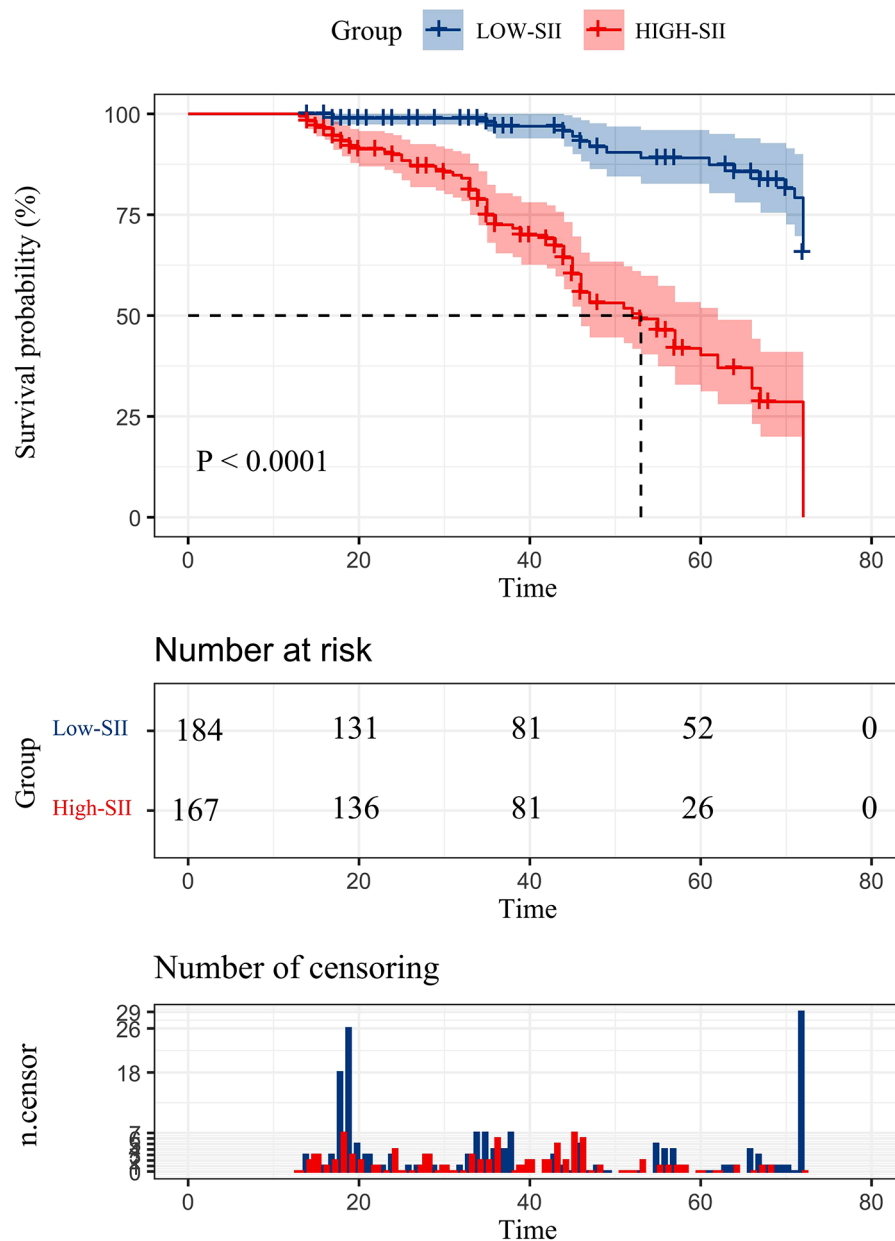 Group LOW-SII HIGH-SII
Survival probability (%)
100
75
50
25
0
P < 0.0001
0 20 40 60 80
Time
Number at risk
Group
Low-SII 184 131 81 52 0
High-SII 167 136 81 26 0
0 20 40 60 80
Time
Number of censoring
n.censor
29
26
18
7
0
0 20 40 60 80
Time